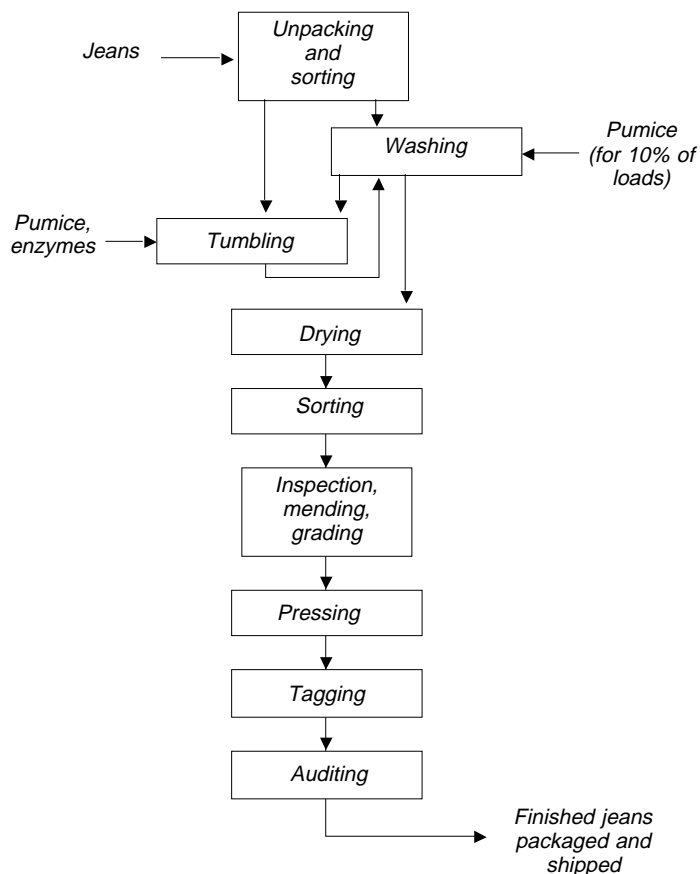 Unpacking
and
sorting
Jeans
Washing
Pumice
(for 10% of
loads)
Pumice,
enzymes
Tumbling
Drying
Sorting
Inspection,
mending,
grading
Pressing
Tagging
Auditing
Finished jeans
packaged and
shipped